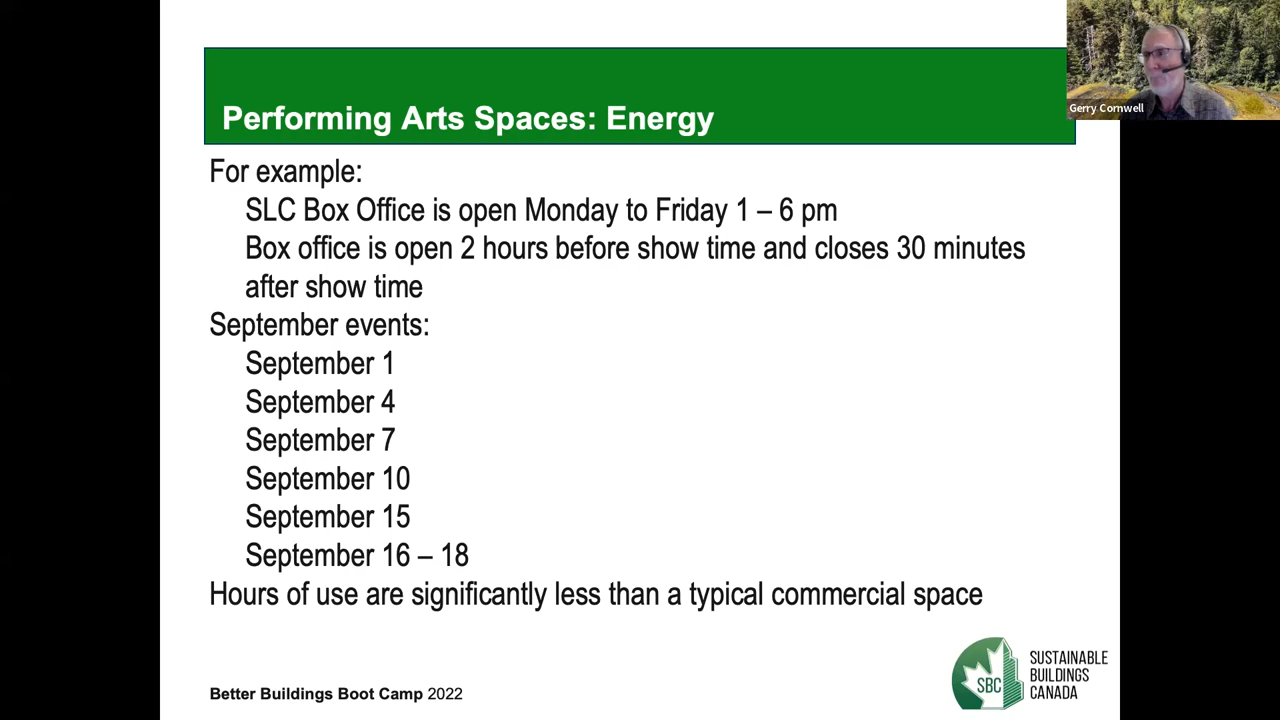 Performing Arts Spaces: Energy
Gerry Cornwell
For example:
SLC Box Office is open Monday to Friday 1 – 6 pm
Box office is open 2 hours before show time and closes 30 minutes
after show time
September events:
September 1
September 4
September 7
September 10
September 15
September 16 – 18
Hours of use are significantly less than a typical commercial space
Better Buildings Boot Camp 2022
SBC
SUSTAINABLE
BUILDINGS
CANADA